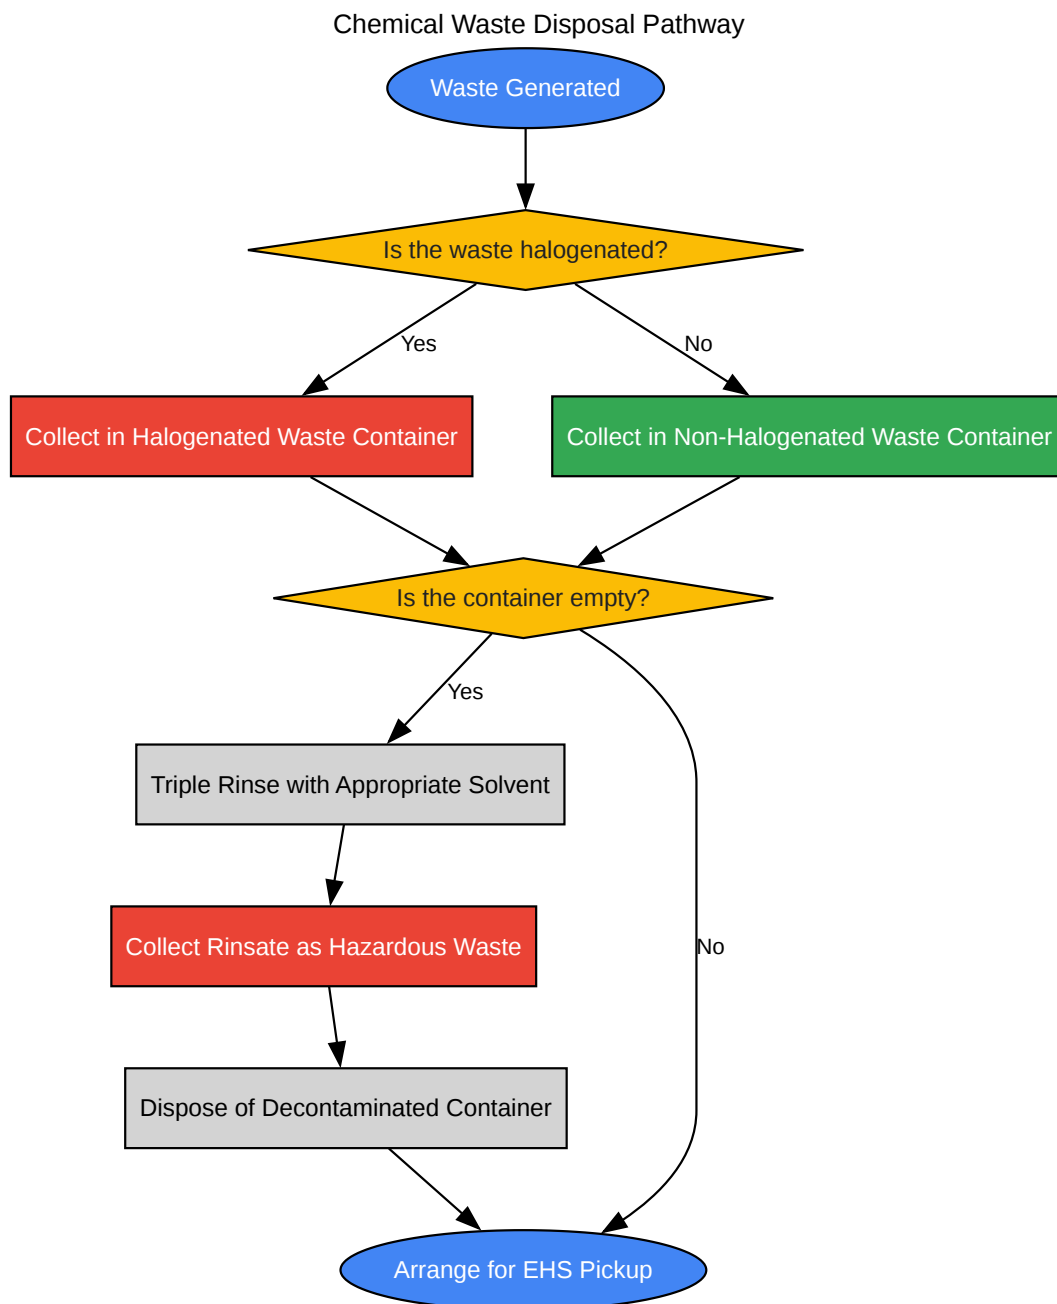 Chemical Waste Disposal Pathway
Waste Generated
Is the waste halogenated?
Yes
No
Collect in Halogenated Waste Container
Collect in Non-Halogenated Waste Container
Is the container empty?
Yes
Triple Rinse with Appropriate Solvent
Collect Rinsate as Hazardous Waste
No
Dispose of Decontaminated Container
Arrange for EHS Pickup